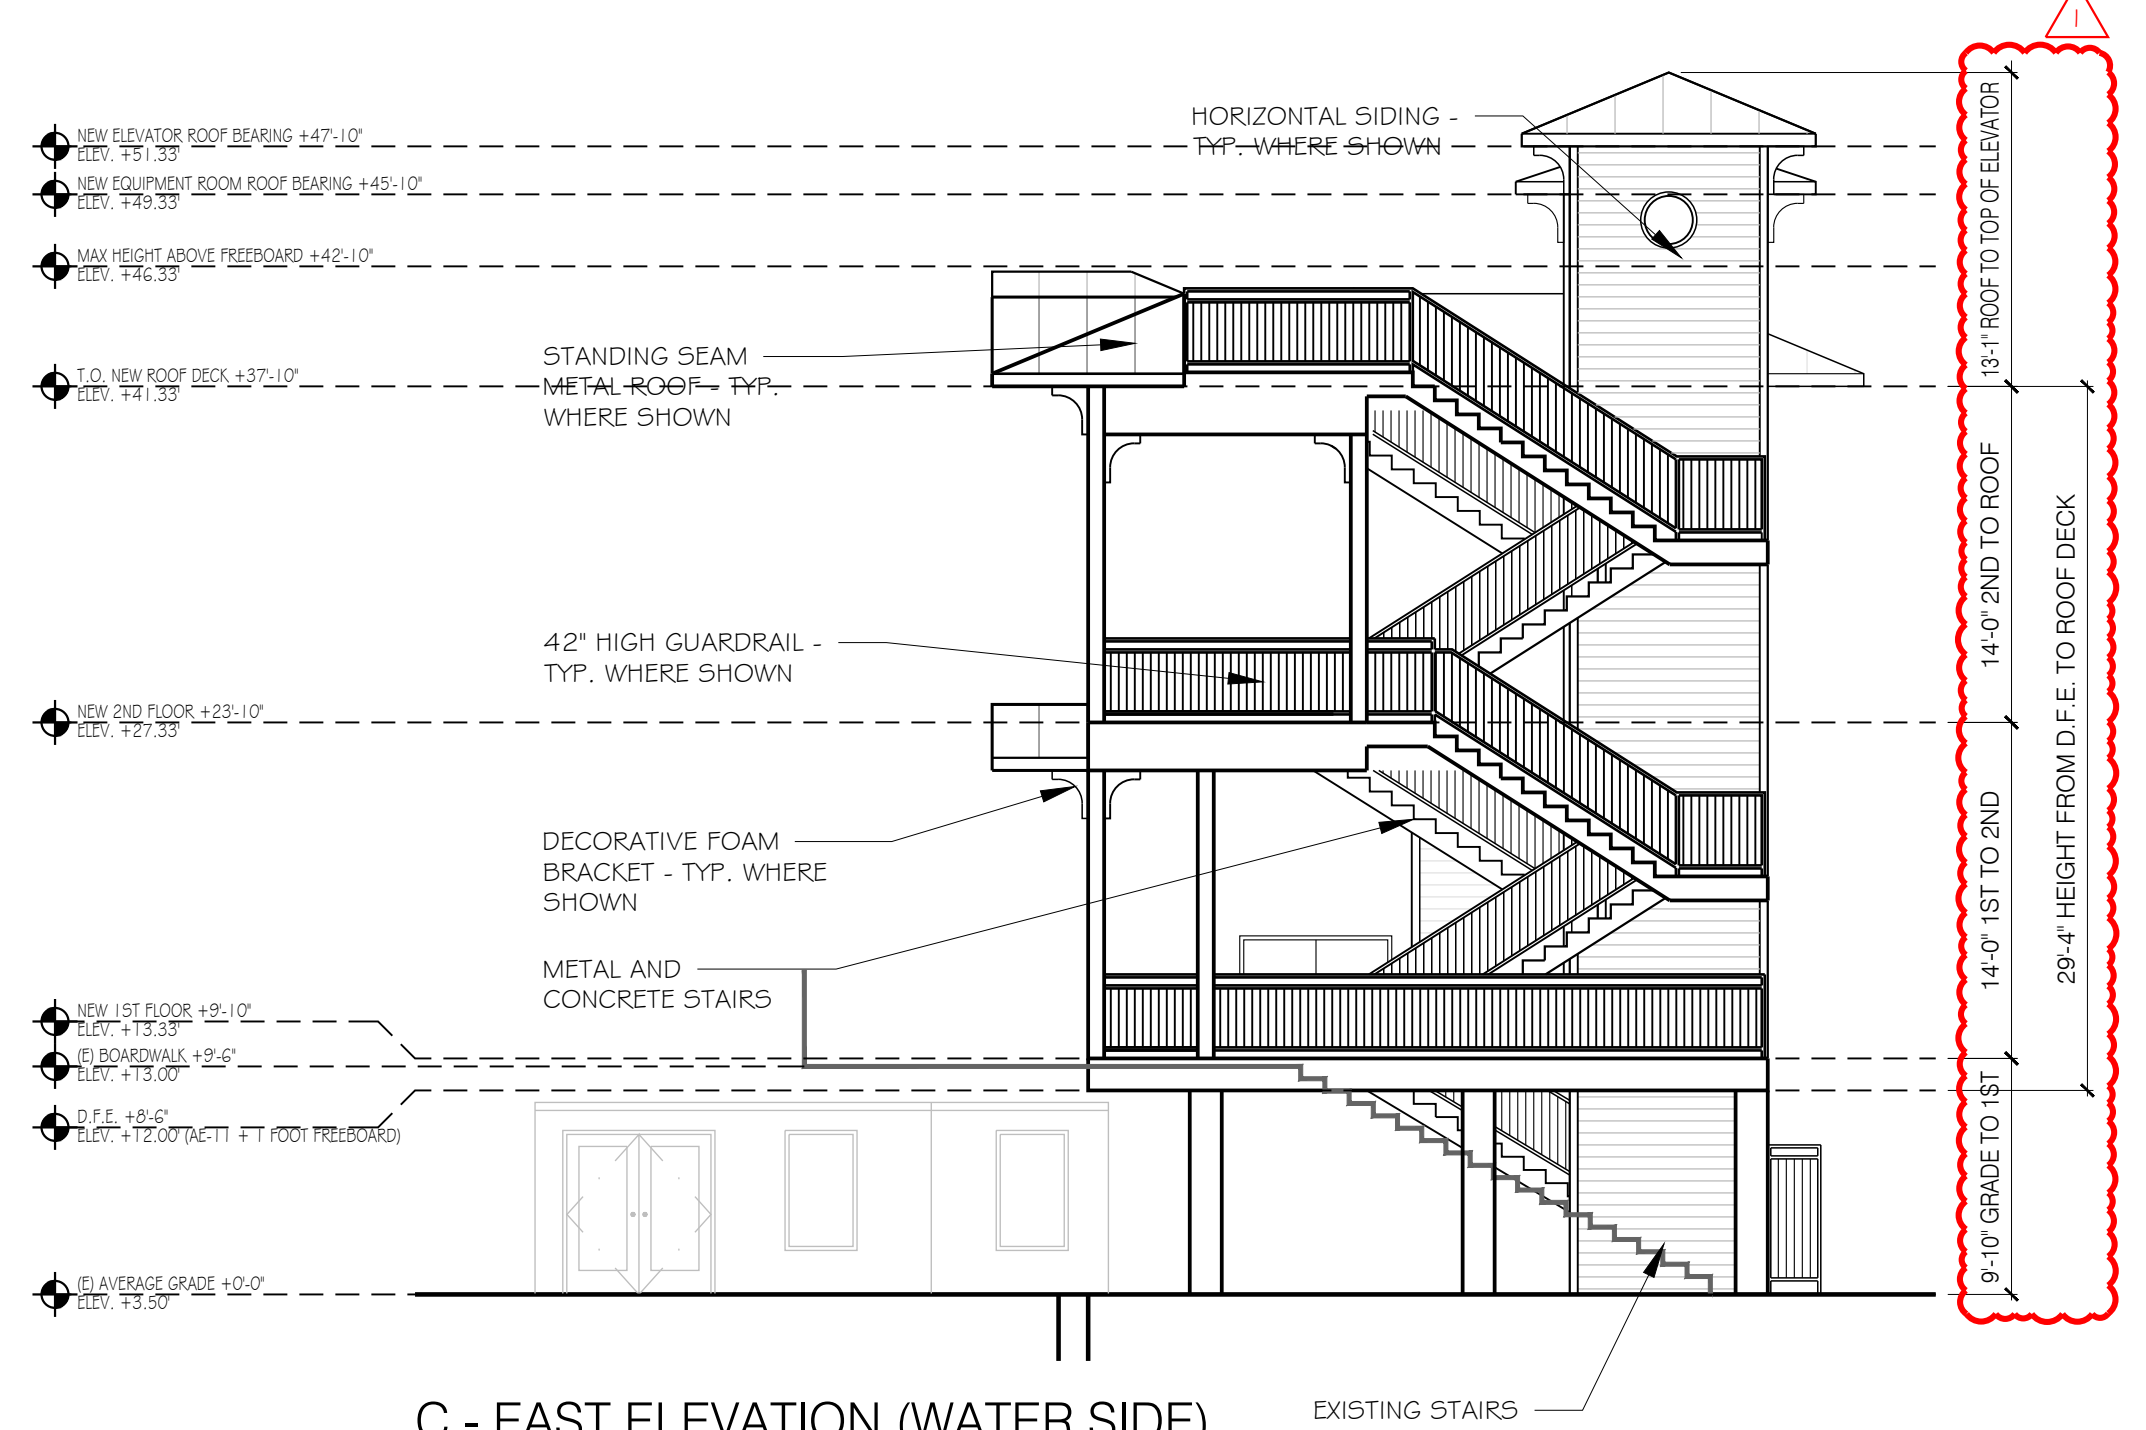 1
NEW ELEVATOR ROOF BEARING +47'-10"
ELEV. +51.33'
NEW EQUIPMENT ROOM ROOF BEARING +45'-10"
ELEV. +49.33'
MAX HEIGHT ABOVE FREEBOARD +42'-10"
ELEV. +46.33'
T.O. NEW ROOF DECK +37'-10"
ELEV. +41.33'
NEW 2ND FLOOR +23'-10"
ELEV. +27.33'
NEW 1ST FLOOR +9'-10"
ELEV. +13.33'
(E) BOARDWALK +9'-6"
ELEV. +13.00'
D.F.E. +8'-6"
ELEV. +12.00' (AE-11 + 1 FOOT FREEBOARD)
(E) AVERAGE GRADE +0'-0"
ELEV. +3.50'
HORIZONTAL SIDING -
TYP. WHERE SHOWN
STANDING SEAM
METAL ROOF - TYP.
WHERE SHOWN
42" HIGH GUARDRAIL -
TYP. WHERE SHOWN
DECORATIVE FOAM
BRACKET - TYP. WHERE
SHOWN
METAL AND
CONCRETE STAIRS
EXISTING STAIRS
13'-1" ROOF TO TOP OF ELEVATOR
14'-0" 2ND TO ROOF
14'-0" 1ST TO 2ND
9'-10" GRADE TO 1ST
29'-4" HEIGHT FROM D.F.E. TO ROOF DECK
C - EAST ELEVATION (WATER SIDE)